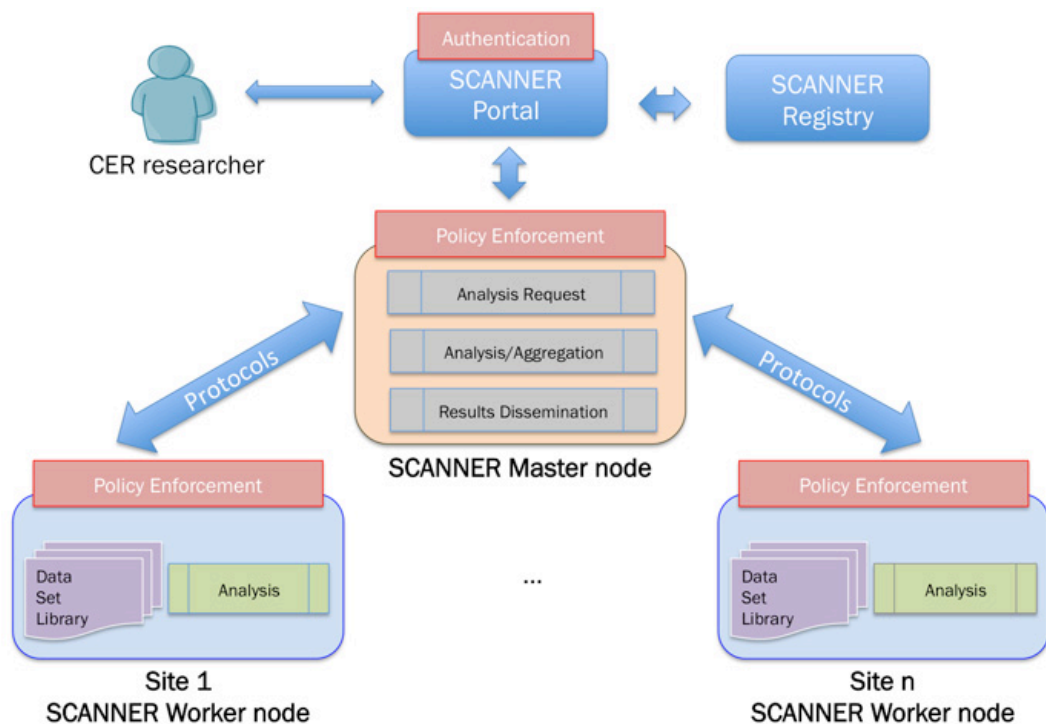 Authentication
SCANNER
Portal
SCANNER
Registry
CER researcher
Policy Enforcement
Analysis Request
Analysis/Aggregation
Results Dissemination
SCANNER Master node
Protocols
Protocols
Policy Enforcement
Data
Set
Library
Analysis
Site 1
SCANNER Worker node
...
Policy Enforcement
Data
Set
Library
Analysis
Site n
SCANNER Worker node